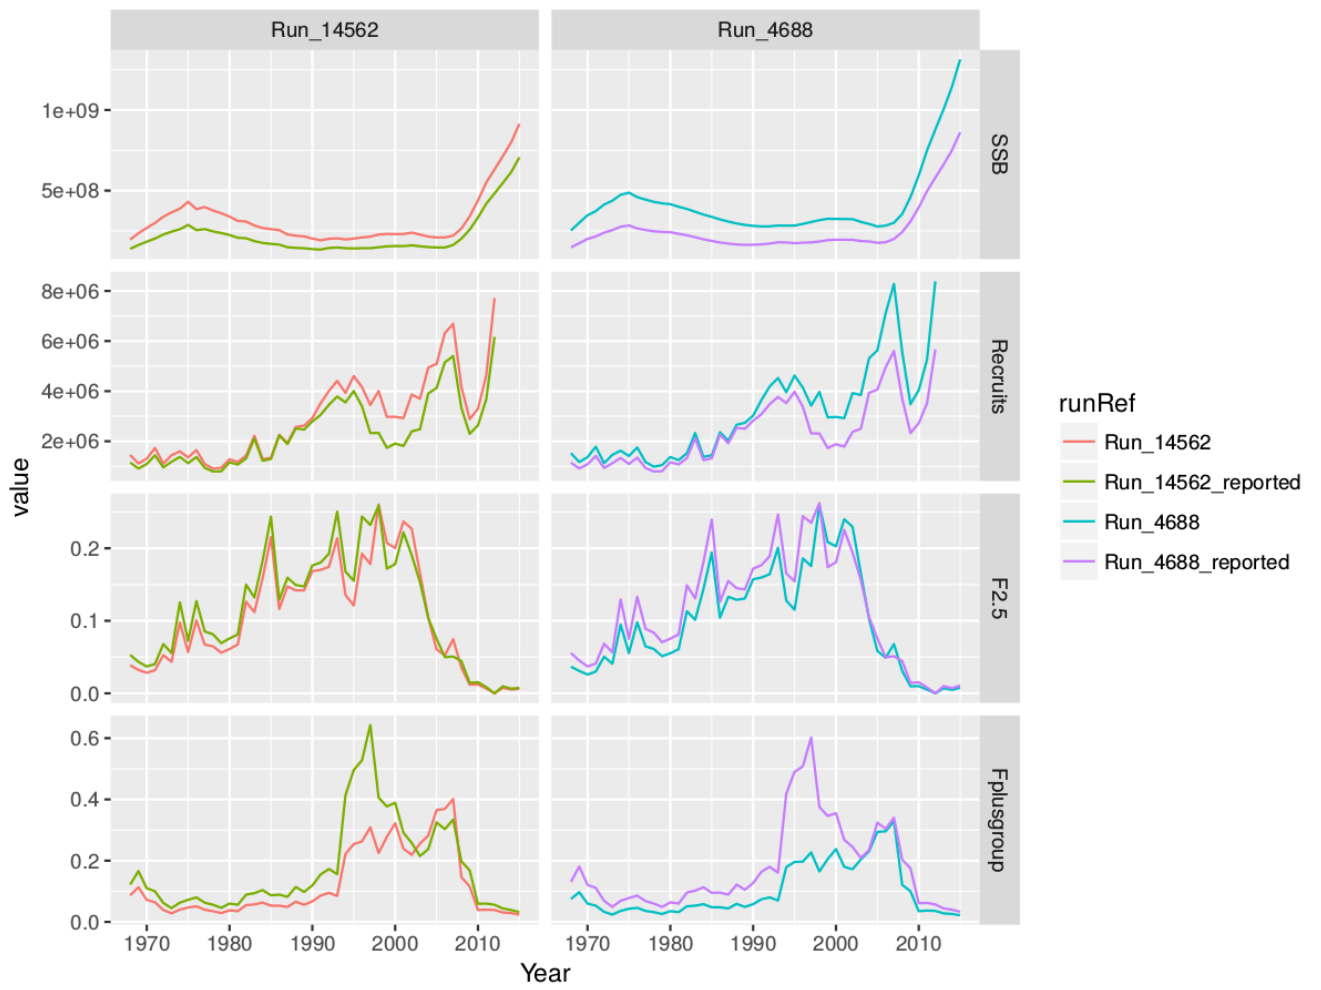 Run_14562
Run_4688
1e+09
5e+08
SSB
8e+06
6e+06
4e+06
2e+06
Recruits
0.2
0.1
0.0
F2.5
0.6
0.4
0.2
0.0
Fplusgroup
value
1970 1980 1990 2000 2010
1970 1980 1990 2000 2010
Year
runRef
Run_14562
Run_14562_reported
Run_4688
Run_4688_reported